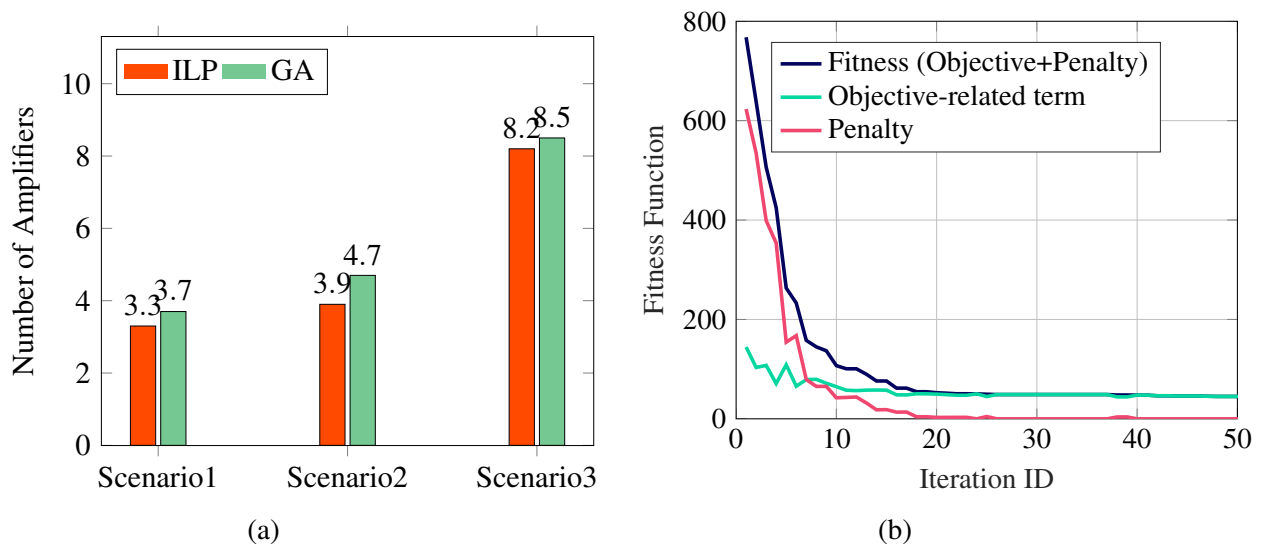 ILP GA
Number of Amplifiers
10
8
6
4
2
0
3.3 3.7
3.9 4.7
8.2 8.5
Scenario1 Scenario2 Scenario3
(a)
Fitness (Objective+Penalty)
Objective-related term
Penalty
Fitness Function
800
600
400
200
0
0 10 20 30 40 50
Iteration ID
(b)